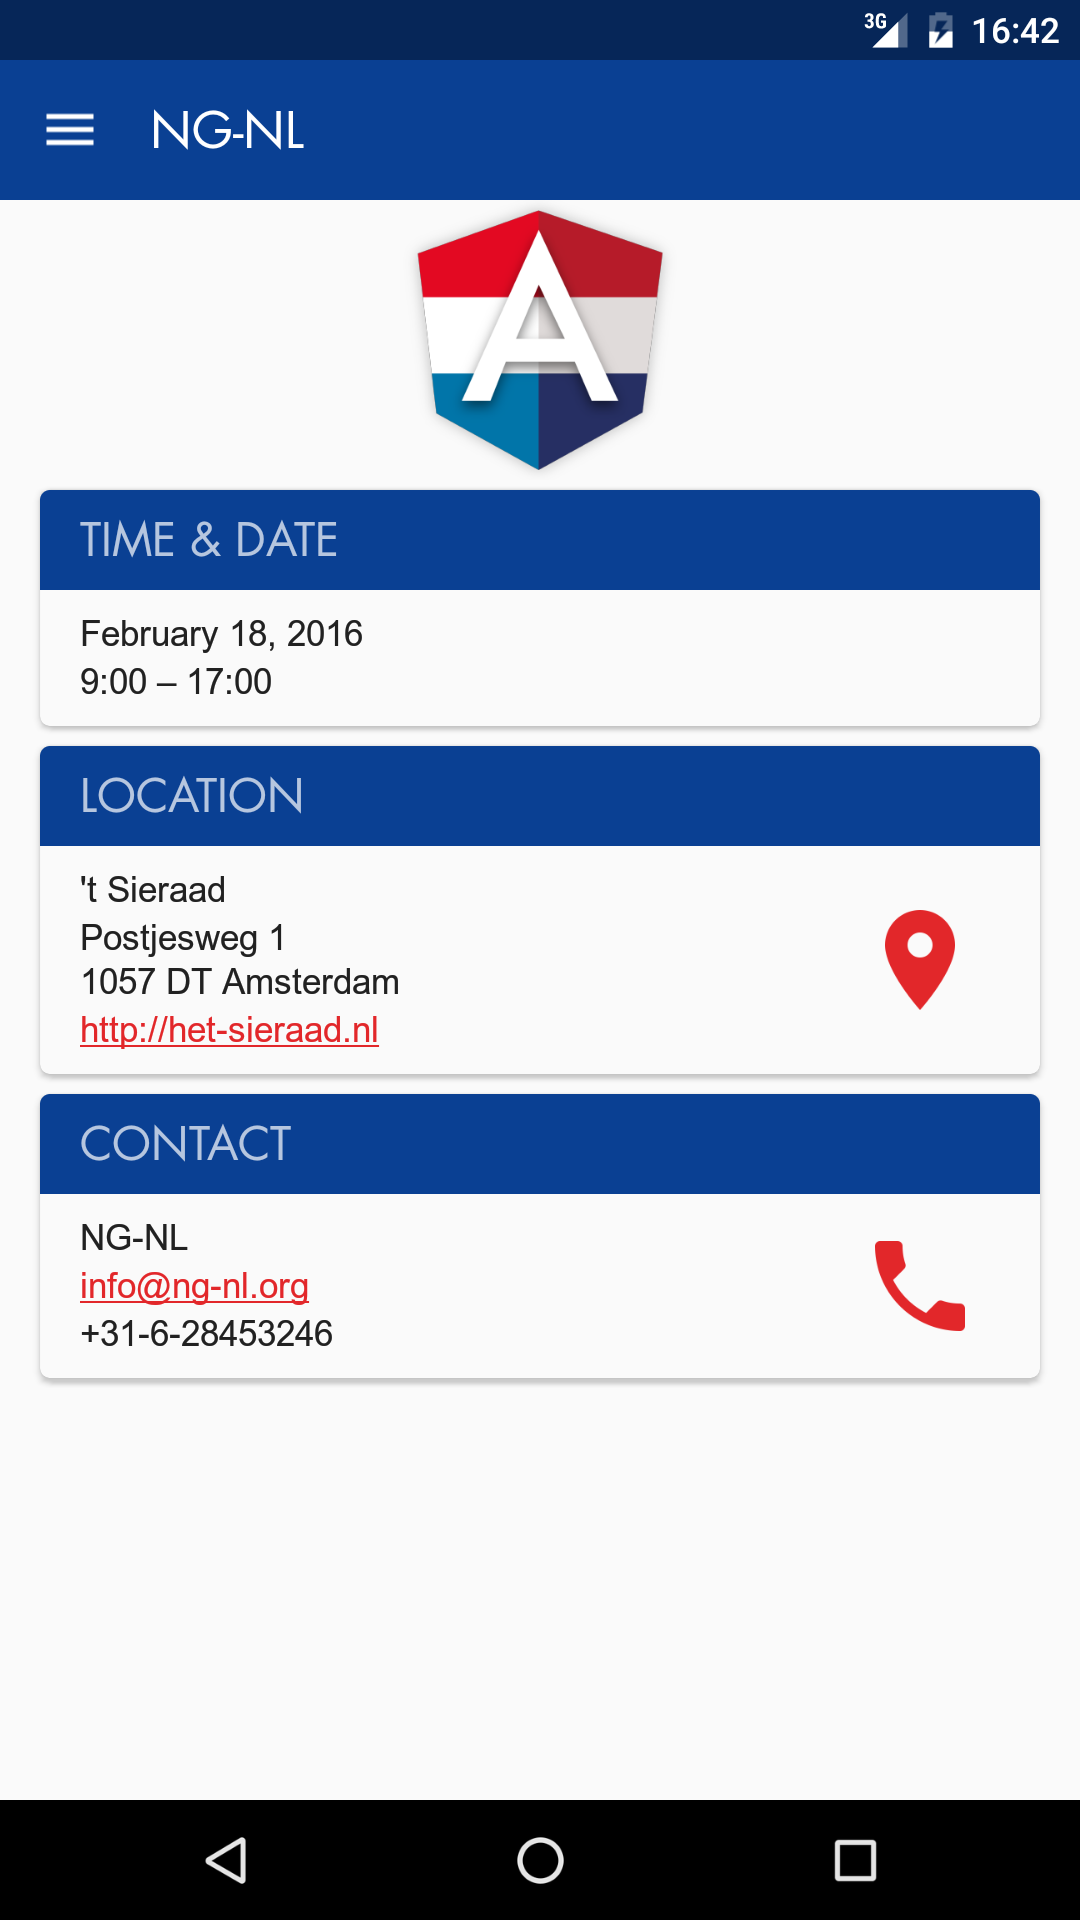 3G 16:42
NG-NL
A
TIME & DATE
February 18, 2016
9:00 – 17:00
LOCATION
't Sieraad
Postjesweg 1
1057 DT Amsterdam
http://het-sieraad.nl
CONTACT
NG-NL
info@ng-nl.org
+31-6-28453246